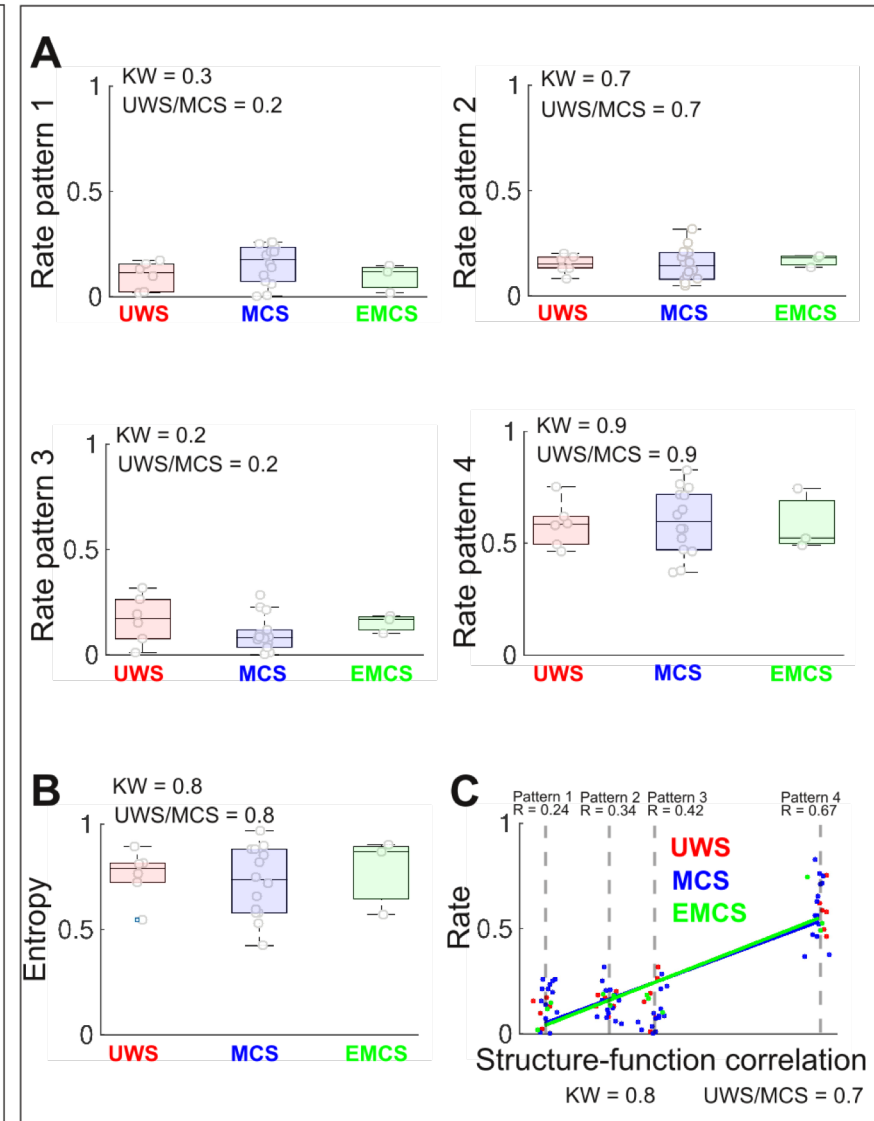 A
KW = 0.3
UWS/MCS = 0.2
Rate pattern 1
1
0.5
0
UWS MCS EMCS
KW = 0.7
UWS/MCS = 0.7
Rate pattern 2
1
0.5
0
UWS MCS EMCS
KW = 0.2
UWS/MCS = 0.2
Rate pattern 3
1
0.5
0
UWS MCS EMCS
KW = 0.9
UWS/MCS = 0.9
Rate pattern 4
1
0.5
0
UWS MCS EMCS
B
KW = 0.8
UWS/MCS = 0.8
Entropy
1
0.5
0
UWS MCS EMCS
C
Pattern 1 Pattern 2 Pattern 3 Pattern 4
R = 0.24 R = 0.34 R = 0.42 R = 0.67
UWS
MCS
EMCS
Rate
1
0.5
0
Structure-function correlation
KW = 0.8 UWS/MCS = 0.7